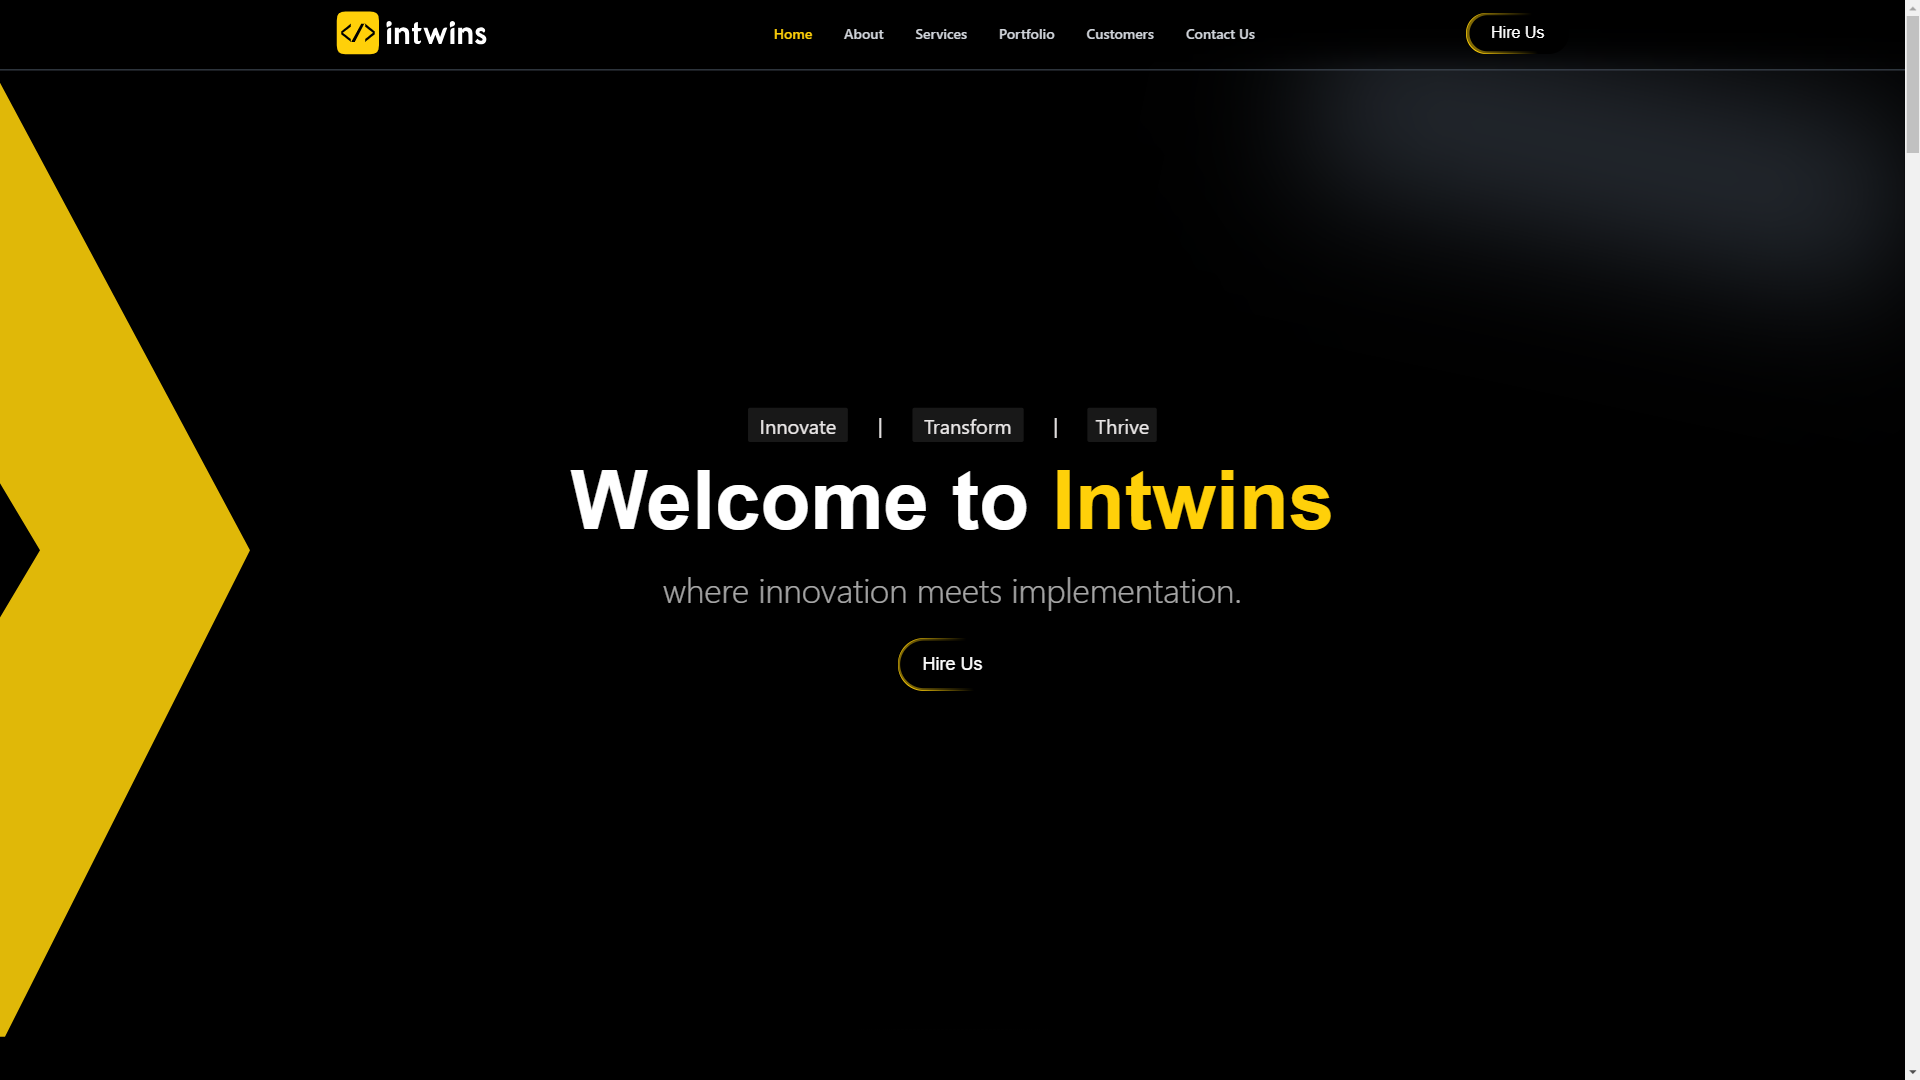 </> intwins Home About Services Portfolio Customers Contact Us Hire Us
Innovate | Transform | Thrive
Welcome to Intwins
where innovation meets implementation.
Hire Us